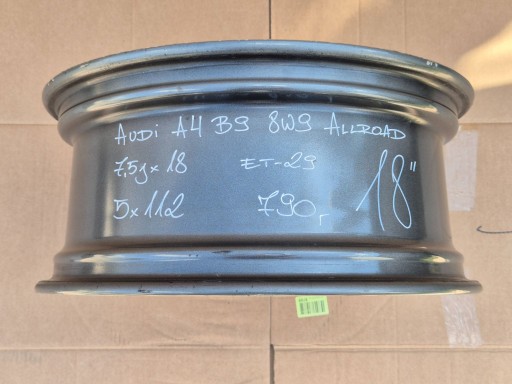 AUDI A4 B9 8W9 ALLROAD
7,5J x 18 ET-29
5x112 790,- 18"